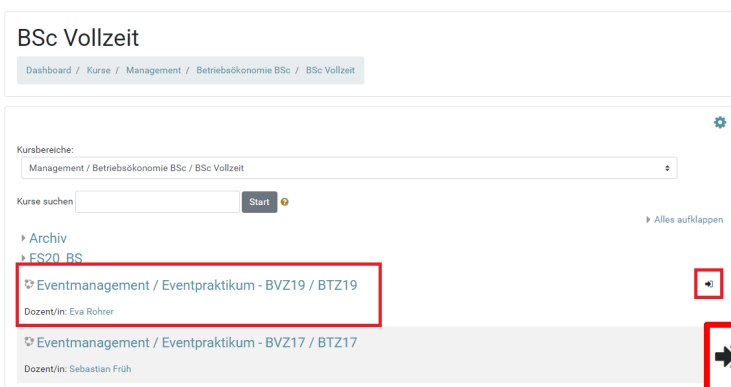 BSc Vollzeit
Dashboard / Kurse / Management / Betriebsökonomie BSc / BSc Vollzeit
Kursbereiche:
Management / Betriebsökonomie BSc / BSc Vollzeit
Kurse suchen Start
Alles aufklappen
Archiv
FS20_BS
Eventmanagement / Eventpraktikum - BVZ19 / BTZ19
Dozent/in: Eva Rohrer
Eventmanagement / Eventpraktikum - BVZ17 / BTZ17
Dozent/in: Sebastian Früh